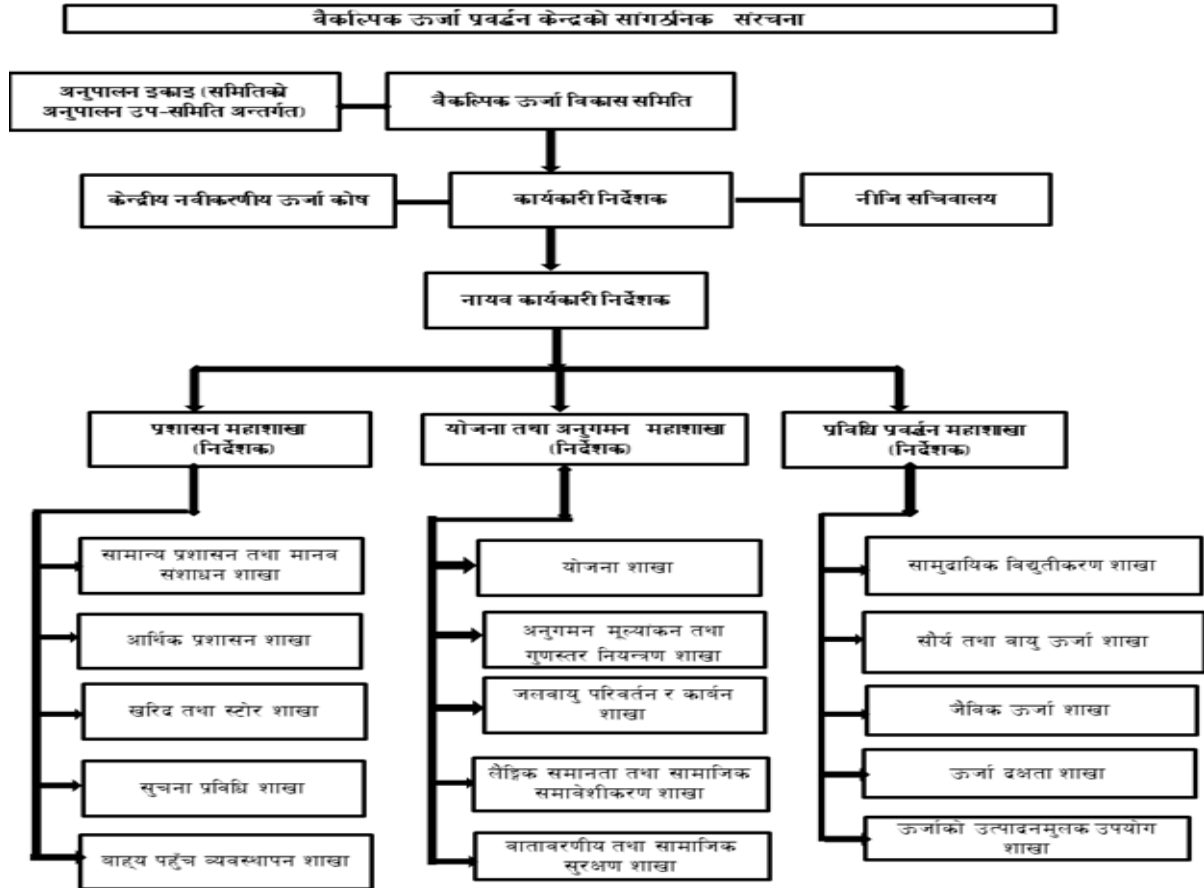 वैकल्पिक ऊर्जा प्रवर्द्धन केन्द्रको सांगठनिक संरचना
अनुपालन इकाइ (समितिको
अनुपालन उप-समिति अन्तर्गत)
वैकल्पिक ऊर्जा विकास समिति
केन्द्रीय नवीकरणीय ऊर्जा कोष
कार्यकारी निर्देशक
नीजि सचिवालय
नायव कार्यकारी निर्देशक
प्रशासन महाशाखा
(निर्देशक)
योजना तथा अनुगमन महाशाखा
(निर्देशक)
प्रविधि प्रवर्द्धन महाशाखा
(निर्देशक)
सामान्य प्रशासन तथा मानव
संशाधन शाखा
आर्थिक प्रशासन शाखा
खरिद तथा स्टोर शाखा
सुचना प्रविधि शाखा
बाह्य पहुँच व्यवस्थापन शाखा
योजना शाखा
अनुगमन मूल्यांकन तथा
गुणस्तर नियन्त्रण शाखा
जलवायु परिवर्तन र कार्बन
शाखा
लैङ्गिक समानता तथा सामाजिक
समावेशीकरण शाखा
वातावरणीय तथा सामाजिक
सुरक्षण शाखा
सामुदायिक विद्युतीकरण शाखा
सौर्य तथा वायु ऊर्जा शाखा
जैविक ऊर्जा शाखा
ऊर्जा दक्षता शाखा
ऊर्जाको उत्पादनमुलक उपयोग
शाखा